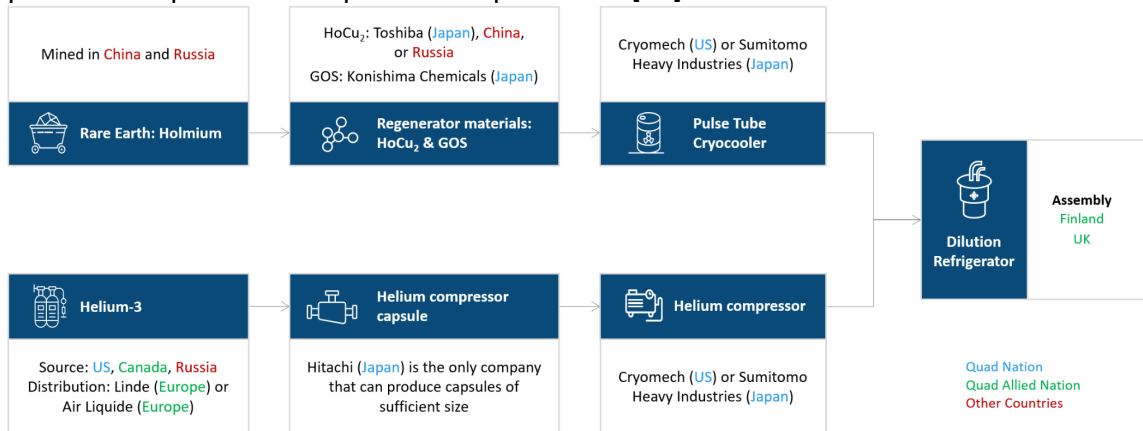 Mined in China and Russia
Rare Earth: Holmium
HoCu₂: Toshiba (Japan), China,
or Russia
GOS: Konishima Chemicals (Japan)
Regenerator materials:
HoCu₂ & GOS
Cryomech (US) or Sumitomo
Heavy Industries (Japan)
Pulse Tube
Cryocooler
Dilution
Refrigerator
Assembly
Finland
UK
Helium-3
Source: US, Canada, Russia
Distribution: Linde (Europe) or
Air Liquide (Europe)
Helium compressor
capsule
Hitachi (Japan) is the only company
that can produce capsules of
sufficient size
Helium compressor
Cryomech (US) or Sumitomo
Heavy Industries (Japan)
Quad Nation
Quad Allied Nation
Other Countries